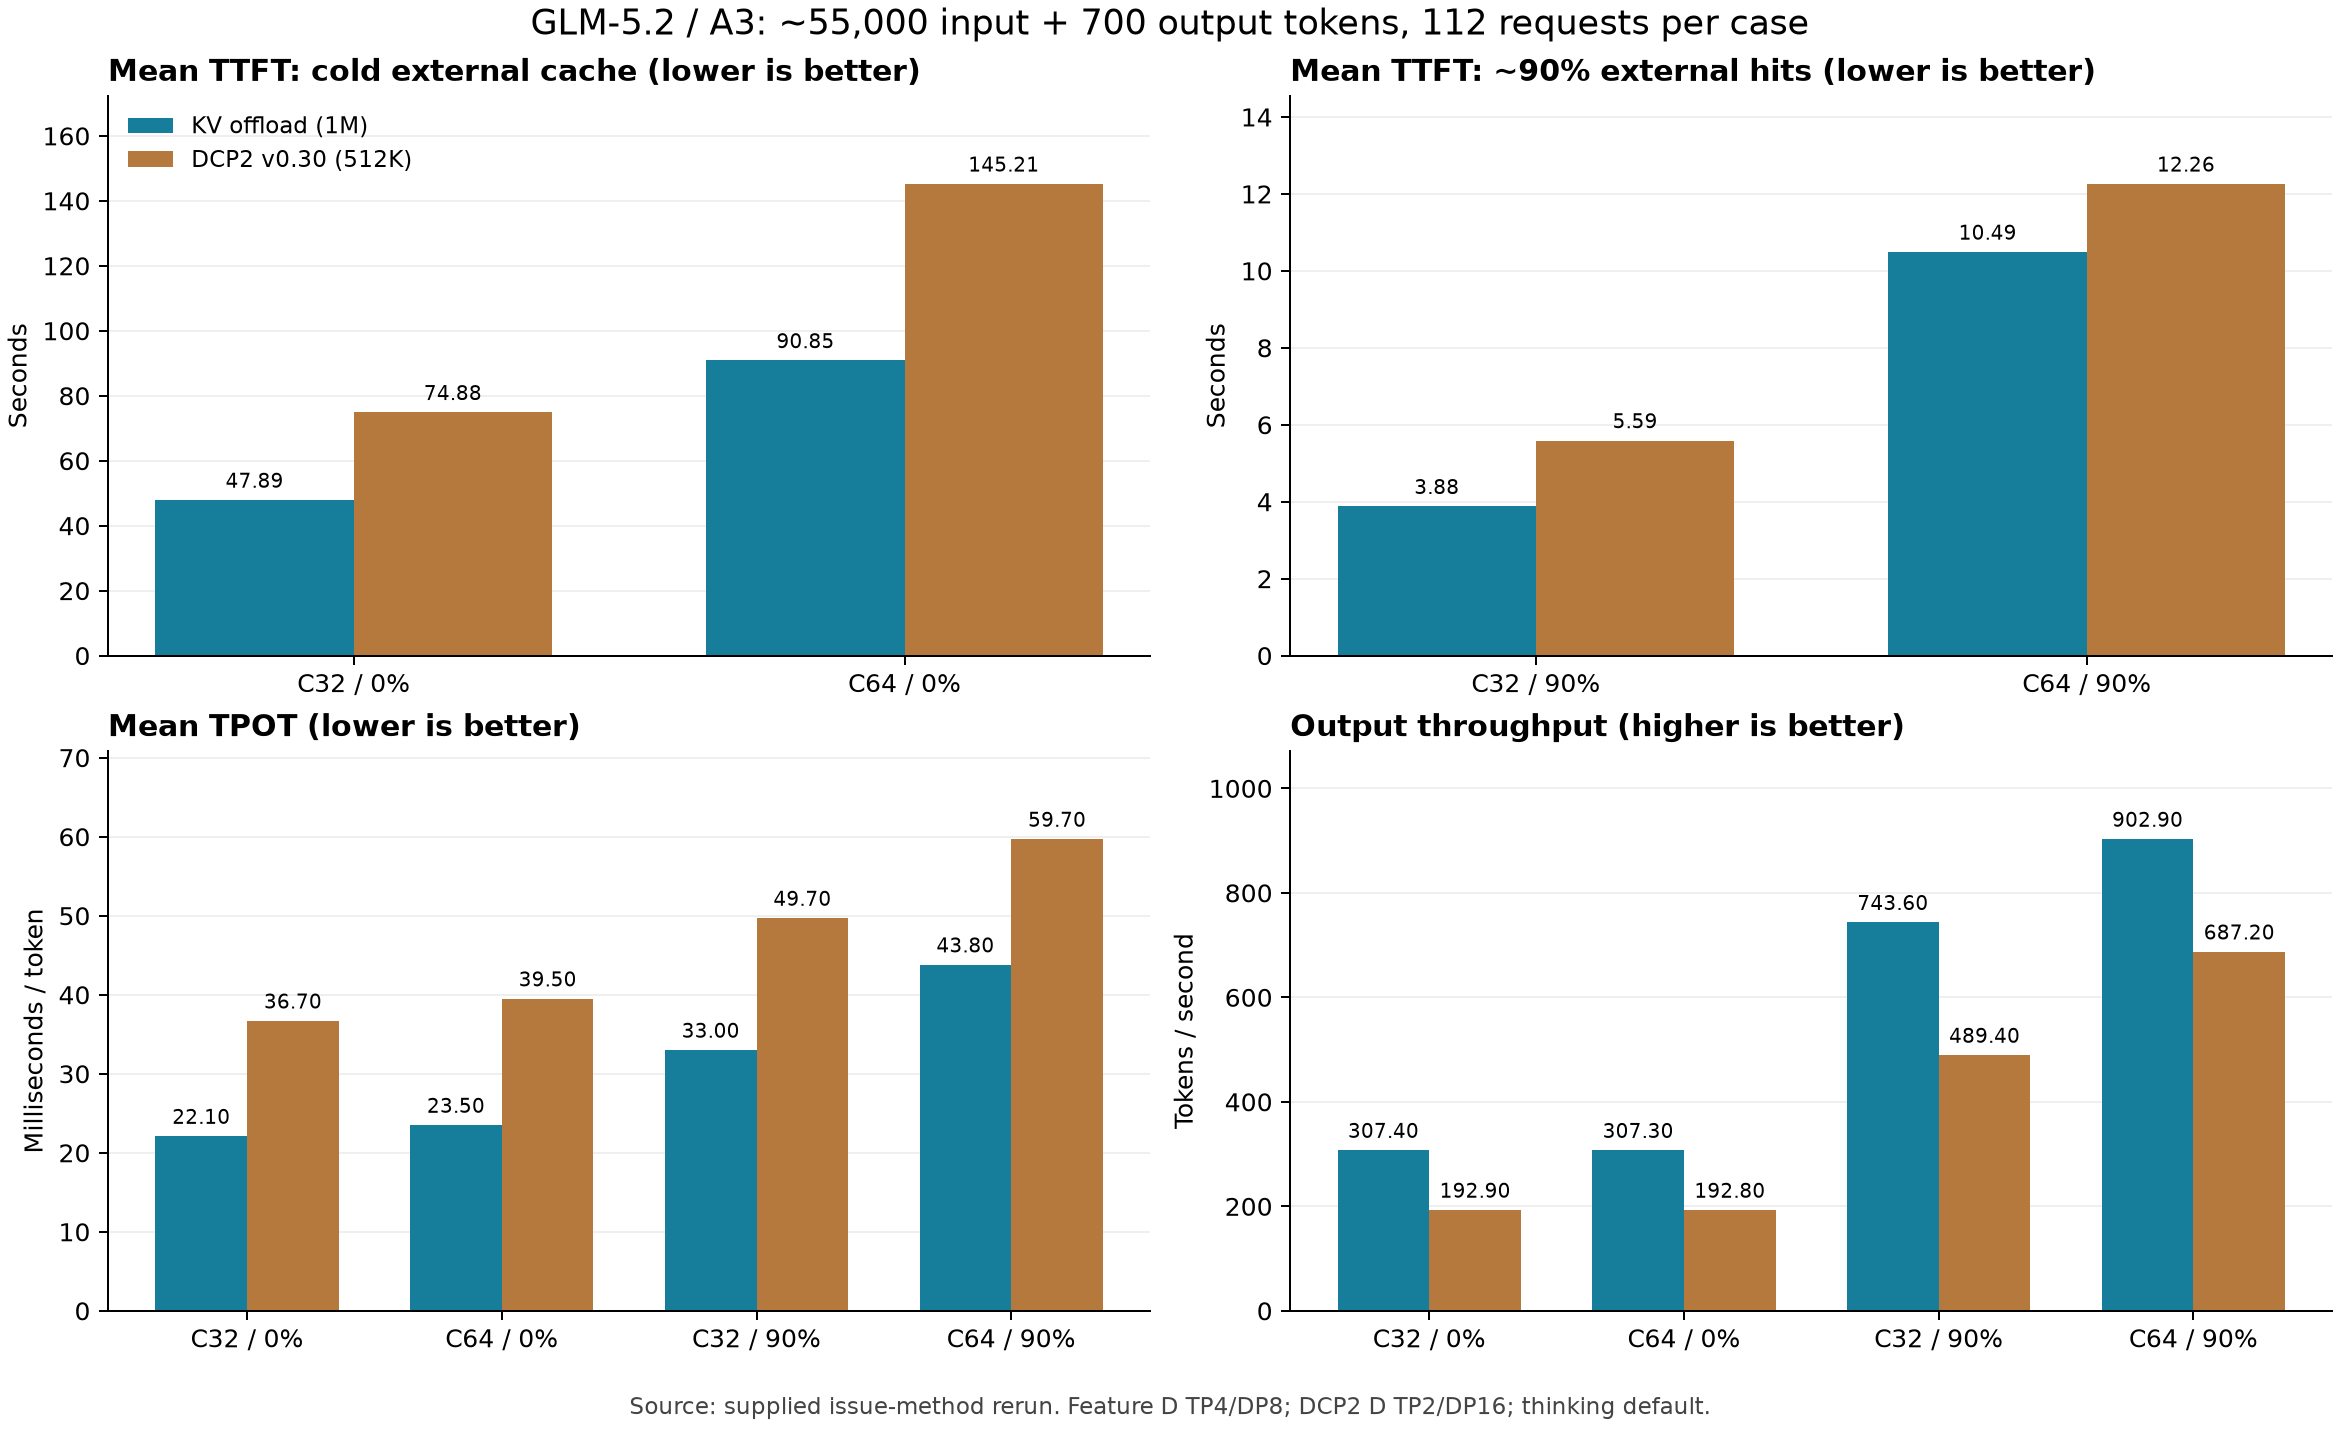 GLM-5.2 / A3: ~55,000 input + 700 output tokens, 112 requests per case
Mean TTFT: cold external cache (lower is better)
KV offload (1M)
DCP2 v0.30 (512K)
Seconds
160
140
120
100
80
60
40
20
0
47.89
74.88
90.85
145.21
C32 / 0%
C64 / 0%
Mean TTFT: ~90% external hits (lower is better)
Seconds
14
12
10
8
6
4
2
0
3.88
5.59
10.49
12.26
C32 / 90%
C64 / 90%
Mean TPOT (lower is better)
Milliseconds / token
70
60
50
40
30
20
10
0
22.10
36.70
23.50
39.50
33.00
49.70
43.80
59.70
C32 / 0%
C64 / 0%
C32 / 90%
C64 / 90%
Output throughput (higher is better)
Tokens / second
1000
800
600
400
200
0
307.40
192.90
307.30
192.80
743.60
489.40
902.90
687.20
C32 / 0%
C64 / 0%
C32 / 90%
C64 / 90%
Source: supplied issue-method rerun. Feature D TP4/DP8; DCP2 D TP2/DP16; thinking default.